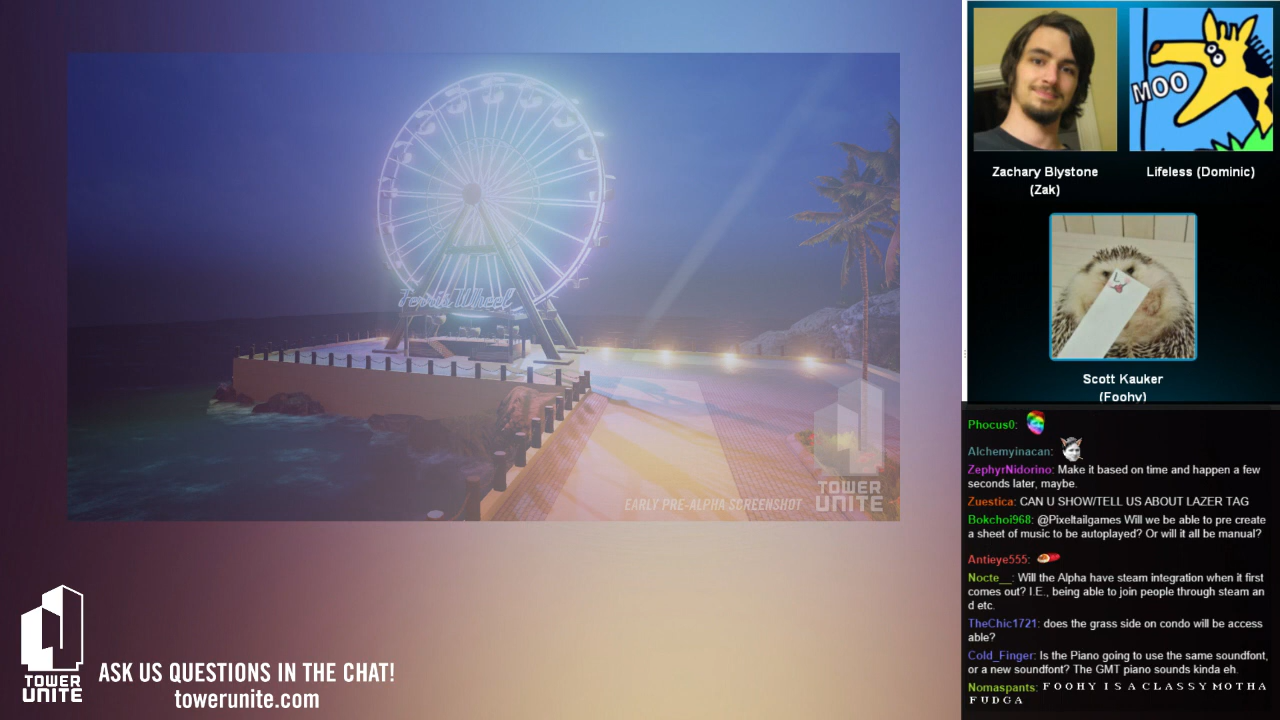 MOO
Zachary Blystone
(Zak)
Lifeless (Dominic)
Scott Kauker
(Foohy)
Ferris Wheel
EARLY PRE-ALPHA SCREENSHOT
TOWER
UNITE
TOWER
UNITE
ASK US QUESTIONS IN THE CHAT!
towerunite.com
Phocus0:
Alchemyinacan:
ZephyrNidorino: Make it based on time and happen a few
seconds later, maybe.
Zuestica: CAN U SHOW/TELL US ABOUT LAZER TAG
Bokchoi968: @Pixeltailgames Will we be able to pre create
a sheet of music to be autoplayed? Or will it all be manual?
Antieye555:
Nocte__: Will the Alpha have steam integration when it first
comes out? I.E., being able to join people through steam an
d etc.
TheChic1721: does the grass side on condo will be access
able?
Cold_Finger: Is the Piano going to use the same soundfont,
or a new soundfont? The GMT piano sounds kinda eh.
Nomaspants: F O O H Y I S A C L A S S Y M O T H A
F U D G A